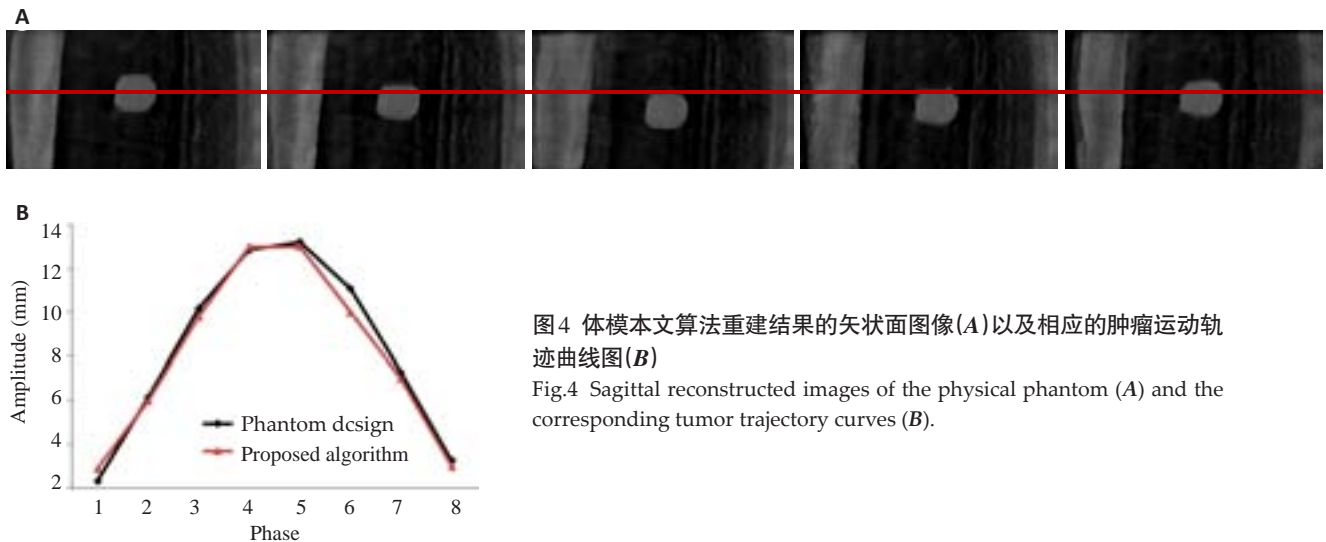 A
B
14
12
10
8
6
4
2
Amplitude (mm)
Phantom dcsign
Proposed algorithm
1 2 3 4 5 6 7 8
Phase
图4 体模本文算法重建结果的矢状面图像(A)以及相应的肿瘤运动轨
迹曲线图(B)
Fig.4 Sagittal reconstructed images of the physical phantom (A) and the
corresponding tumor trajectory curves (B).